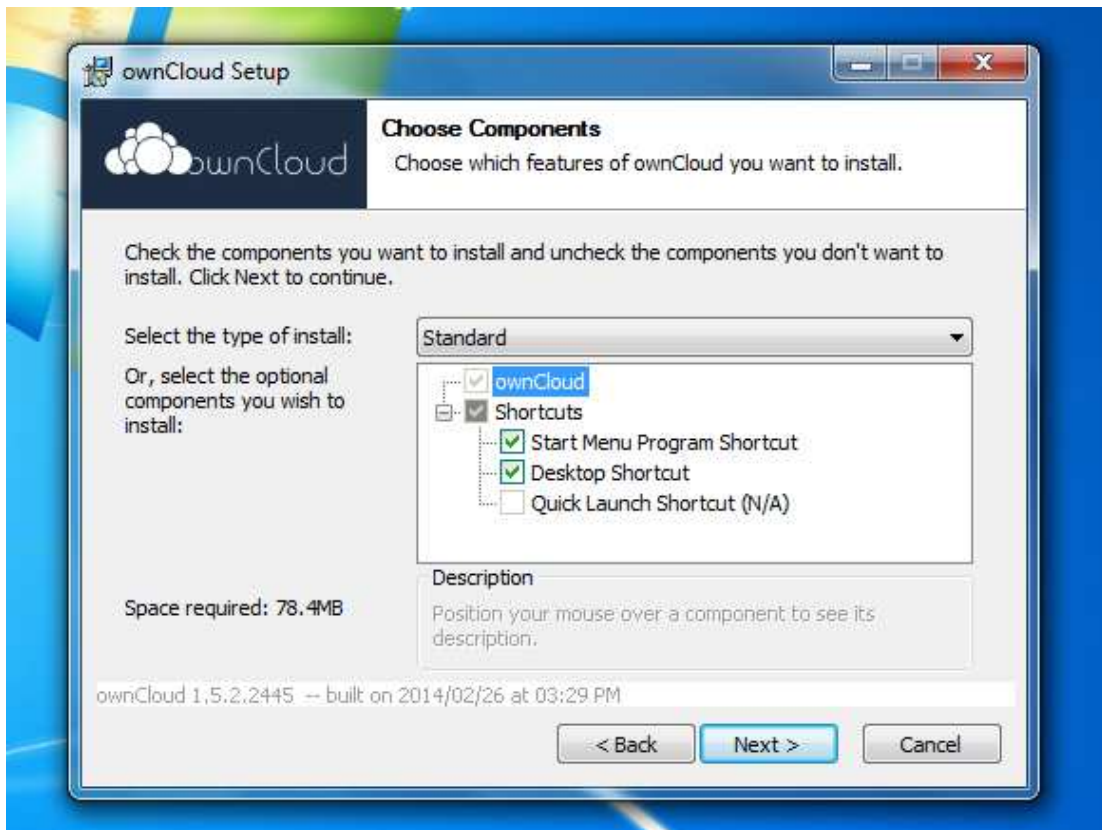 ownCloud Setup
ownCloud
Choose Components
Choose which features of ownCloud you want to install.
Check the components you want to install and uncheck the components you don't want to
install. Click Next to continue.
Select the type of install:
Standard
Or, select the optional
components you wish to
install:
ownCloud
Shortcuts
Start Menu Program Shortcut
Desktop Shortcut
Quick Launch Shortcut (N/A)
Space required: 78.4MB
Description
Position your mouse over a component to see its
description.
ownCloud 1.5.2.2445 -- built on 2014/02/26 at 03:29 PM
< Back
Next >
Cancel